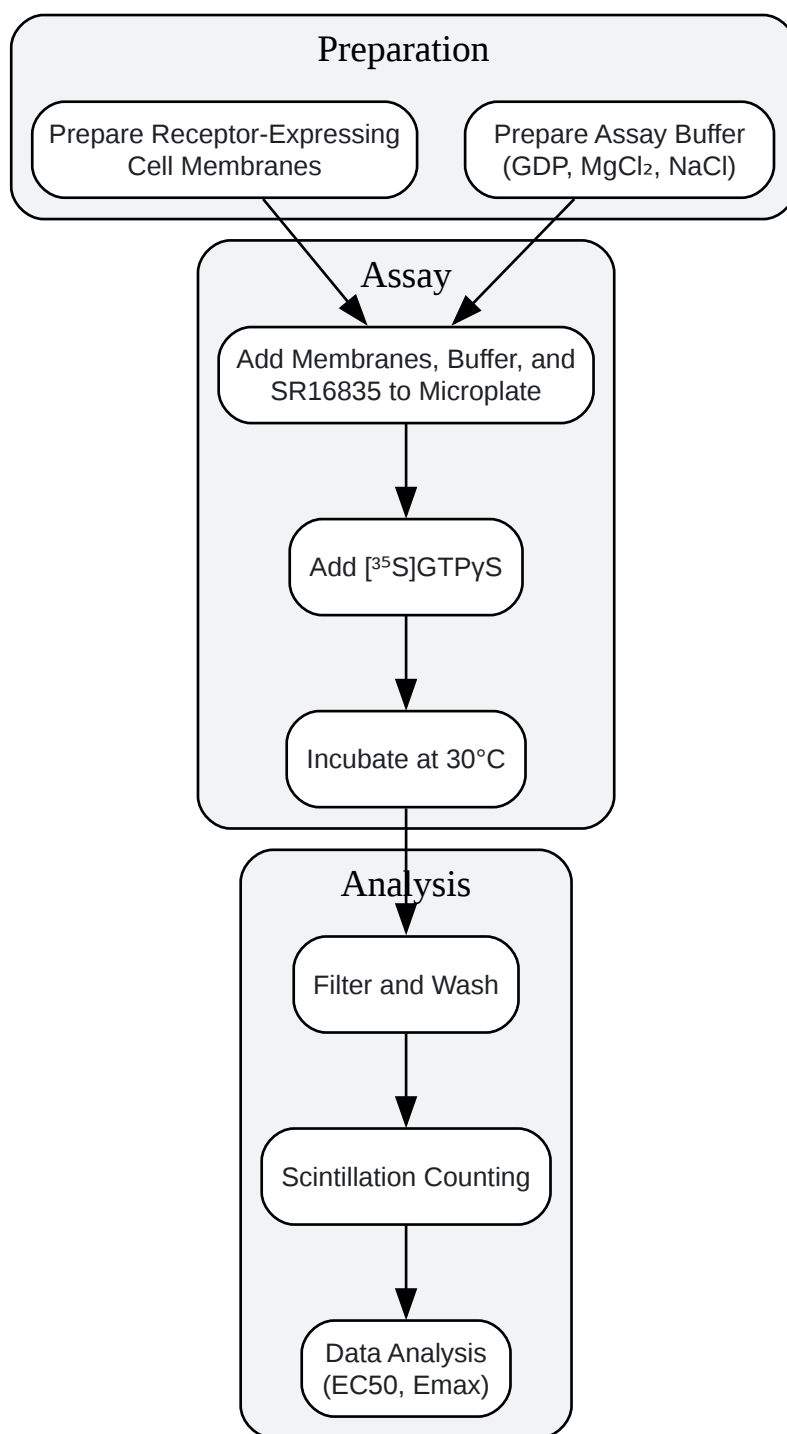 Preparation
Prepare Receptor-Expressing
Cell Membranes
Prepare Assay Buffer
(GDP, MgCl₂, NaCl)
Assay
Add Membranes, Buffer, and
SR16835 to Microplate
Add [³⁵S]GTPγS
Incubate at 30°C
Analysis
Filter and Wash
Scintillation Counting
Data Analysis
(EC50, Emax)